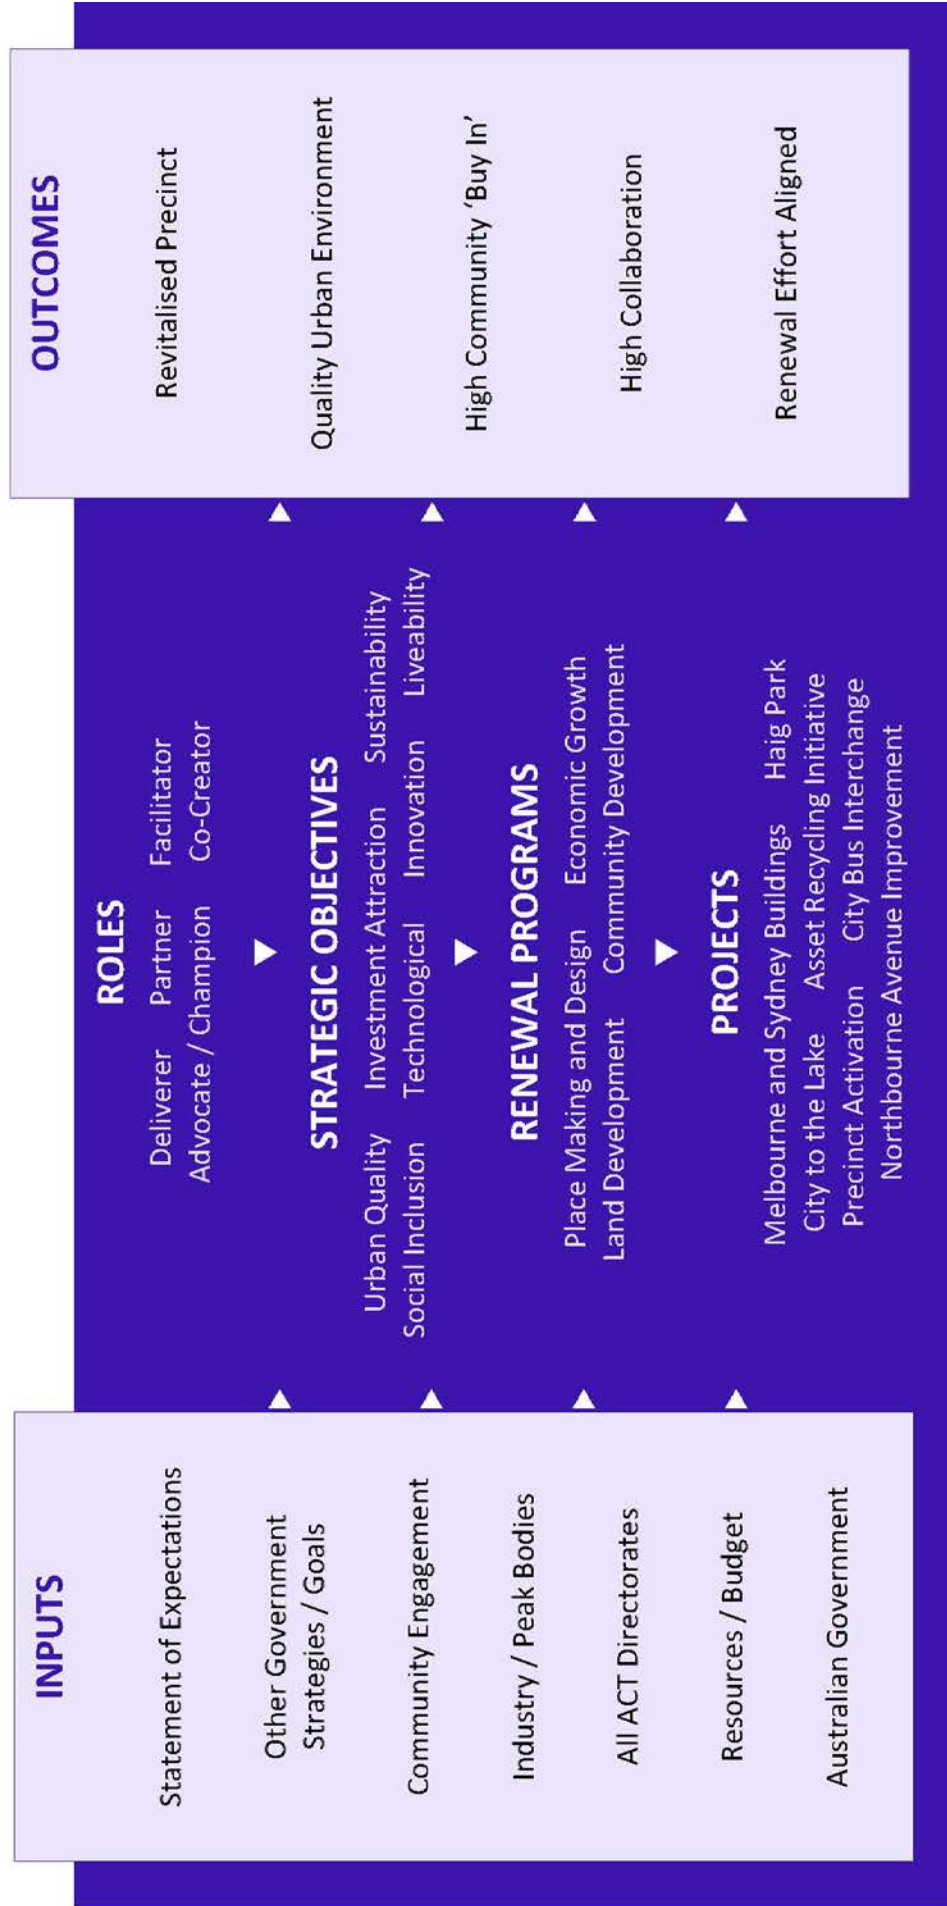 INPUTS
Statement of Expectations
Other Government
Strategies / Goals
Community Engagement
Industry / Peak Bodies
All ACT Directorates
Resources / Budget
Australian Government
ROLES
Deliverer Partner Facilitator
Advocate / Champion Co-Creator
STRATEGIC OBJECTIVES
Urban Quality Investment Attraction Sustainability
Social Inclusion Technological Innovation Liveability
RENEWAL PROGRAMS
Place Making and Design Economic Growth
Land Development Community Development
PROJECTS
Melbourne and Sydney Buildings Haig Park
City to the Lake Asset Recycling Initiative
Precinct Activation City Bus Interchange
Northbourne Avenue Improvement
OUTCOMES
Revitalised Precinct
Quality Urban Environment
High Community ‘Buy In’
High Collaboration
Renewal Effort Aligned